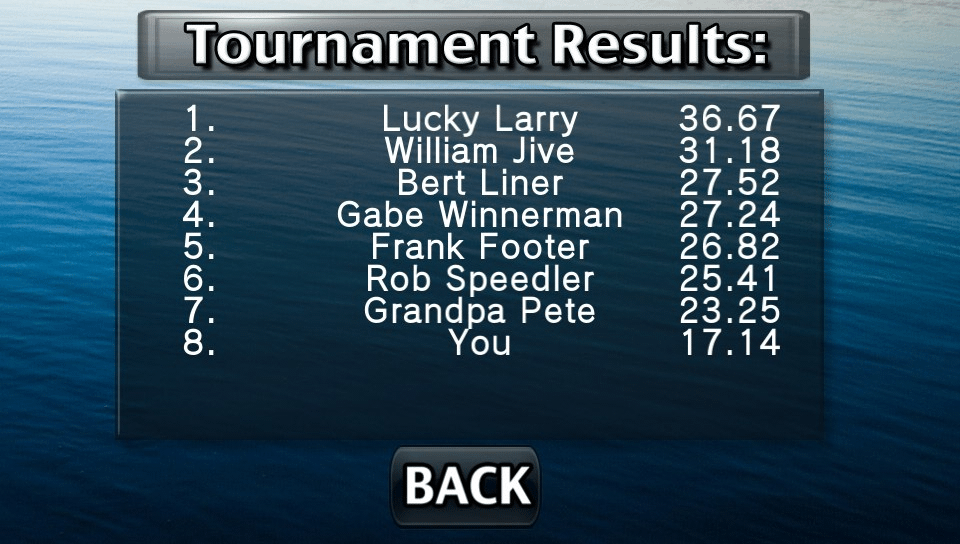 Tournament Results:
1. Lucky Larry 36.67
2. William Jive 31.18
3. Bert Liner 27.52
4. Gabe Winnerman 27.24
5. Frank Footer 26.82
6. Rob Speedler 25.41
7. Grandpa Pete 23.25
8. You 17.14
BACK